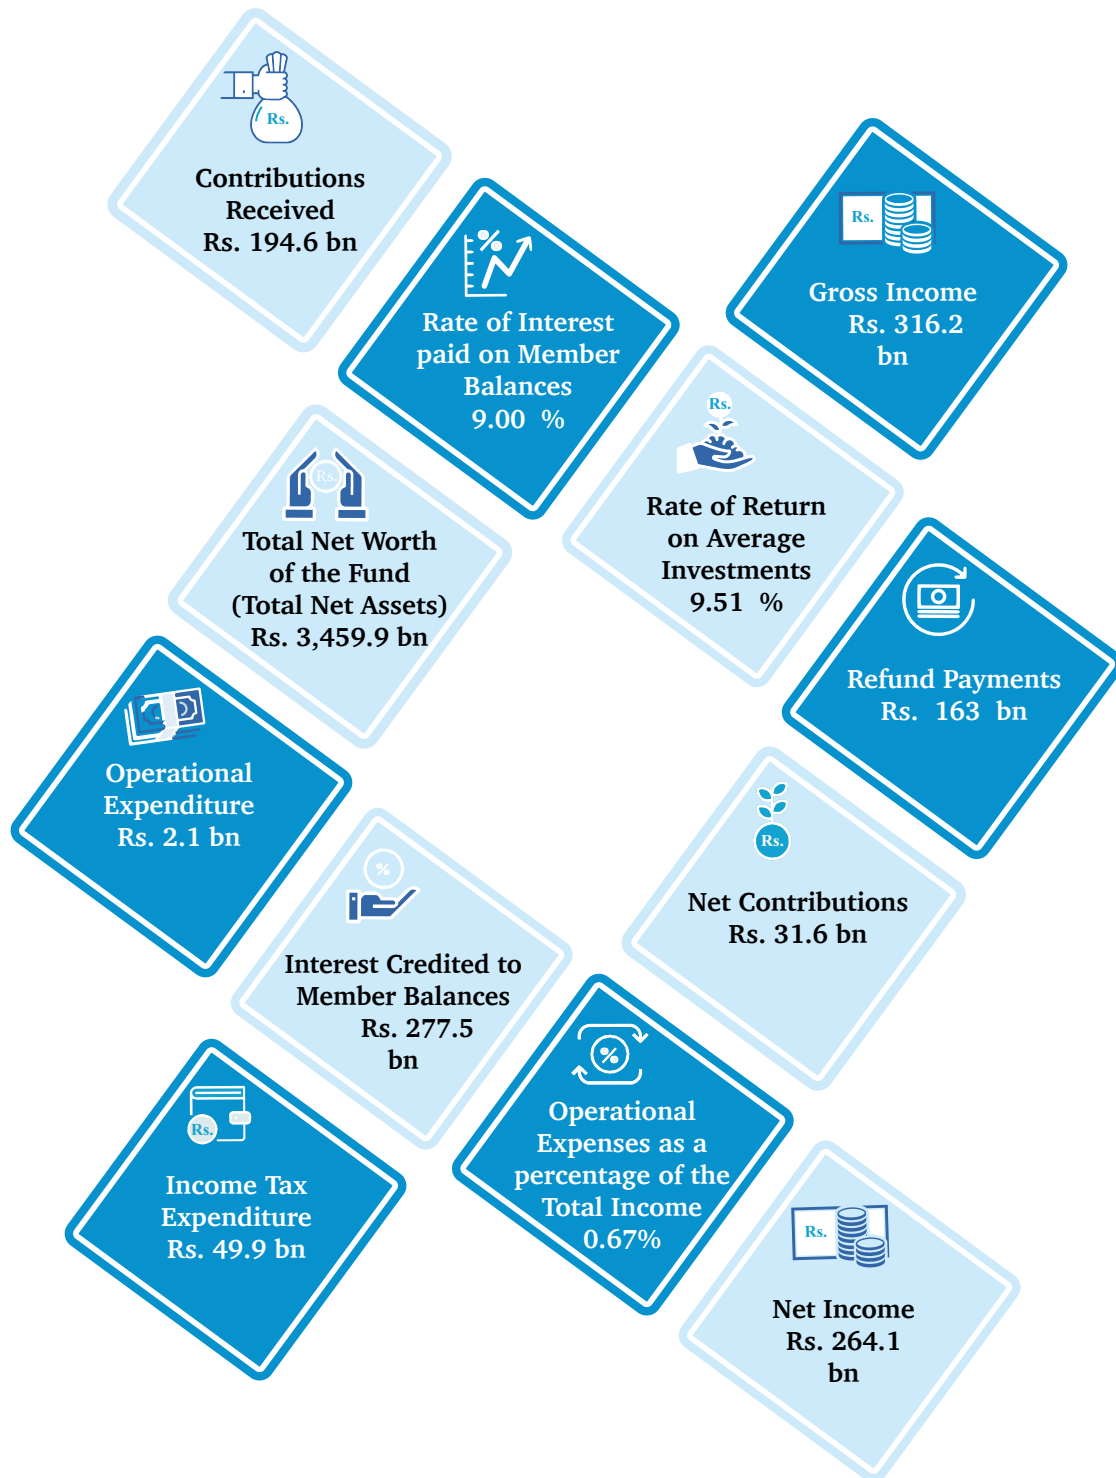 Rs.
Contributions
Received
Rs. 194.6 bn
Rate of Interest
paid on Member
Balances
9.00 %
Rs.
Gross Income
Rs. 316.2
bn
Rs.
Total Net Worth
of the Fund
(Total Net Assets)
Rs. 3,459.9 bn
Rs.
Rate of Return
on Average
Investments
9.51 %
Refund Payments
Rs. 163 bn
Operational
Expenditure
Rs. 2.1 bn
%
Interest Credited to
Member Balances
Rs. 277.5
bn
Rs.
Net Contributions
Rs. 31.6 bn
Rs.
Income Tax
Expenditure
Rs. 49.9 bn
%
Operational
Expenses as a
percentage of the
Total Income
0.67%
Rs.
Net Income
Rs. 264.1
bn